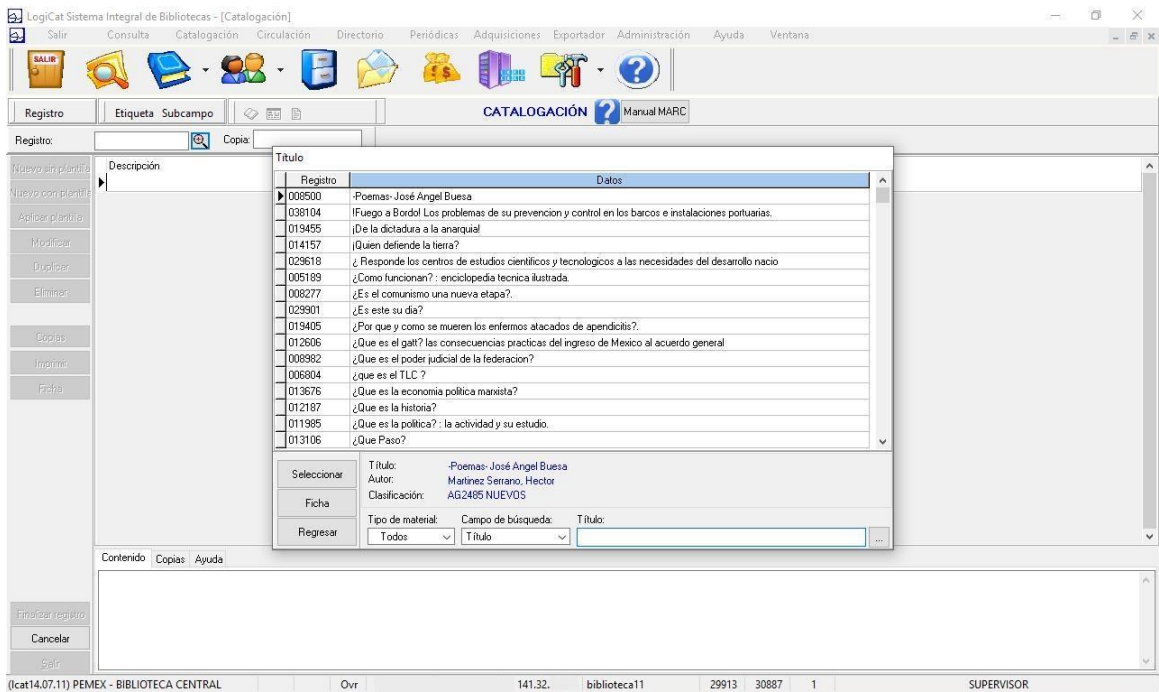 LogiCat Sistema Integral de Bibliotecas - [Catalogación]
Salir Consulta Catalogación Circulación Directorio Periódicas Adquisiciones Exportador Administración Ayuda Ventana
SALIR
Registro Etiqueta Subcampo CATALOGACIÓN ? Manual MARC
Registro: Copia:
Nuevo sin plantilla
Nuevo con plantilla
Aplicar plantilla
Modificar
Duplicar
Eliminar
Copias
Imprimir
Ficha
Descripción
Título
Registro Datos
008500 -Poemas- José Angel Buesa
038104 !Fuego a Bordo! Los problemas de su prevencion y control en los barcos e instalaciones portuarias.
019455 ¡De la dictadura a la anarquia!
014157 ¡Quien defiende la tierra?
029618 ¿ Responde los centros de estudios cientificos y tecnologicos a las necesidades del desarrollo nacio
005189 ¿Como funcionan? : enciclopedia tecnica ilustrada.
008277 ¿Es el comunismo una nueva etapa?.
029901 ¿Es este su dia?
019405 ¿Por que y como se mueren los enfermos atacados de apendicitis?.
012606 ¿Que es el gatt? las consecuencias practicas del ingreso de Mexico al acuerdo general
008982 ¿Que es el poder judicial de la federacion?
006804 ¿que es el TLC ?
013676 ¿Que es la economia politica marxista?
012187 ¿Que es la historia?
011985 ¿Que es la politica? : la actividad y su estudio.
013106 ¿Que Paso?
Seleccionar
Ficha
Regresar
Título: -Poemas- José Angel Buesa
Autor: Martinez Serrano, Hector
Clasificación: AG2485 NUEVOS
Tipo de material: Campo de búsqueda: Título:
Todos Título ...
Contenido Copias Ayuda
Finalizar registro
Cancelar
Salir
(lcat14.07.11) PEMEX - BIBLIOTECA CENTRAL Ovr 141.32. biblioteca11 29913 30887 1 SUPERVISOR